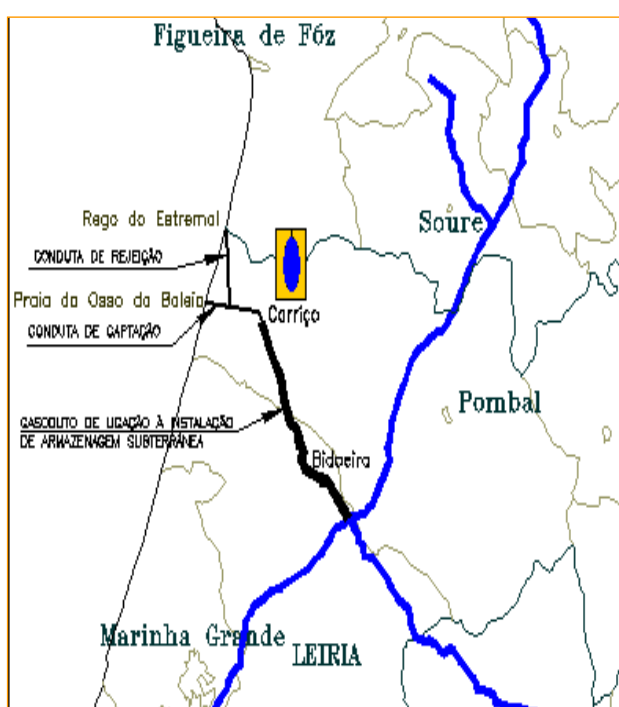 Figueira de Fóz
Rego do Estremal
Soure
CONDUTA DE REJEIÇÃO
Praia do Osso da Baleia
Carriço
CONDUTA DE CAPTAÇÃO
Pombal
GASODUTO DE LIGAÇÃO À INSTALAÇÃO
DE ARMAZENAGEM SUBTERRÂNEA
Bidoeira
Marinha Grande
LEIRIA